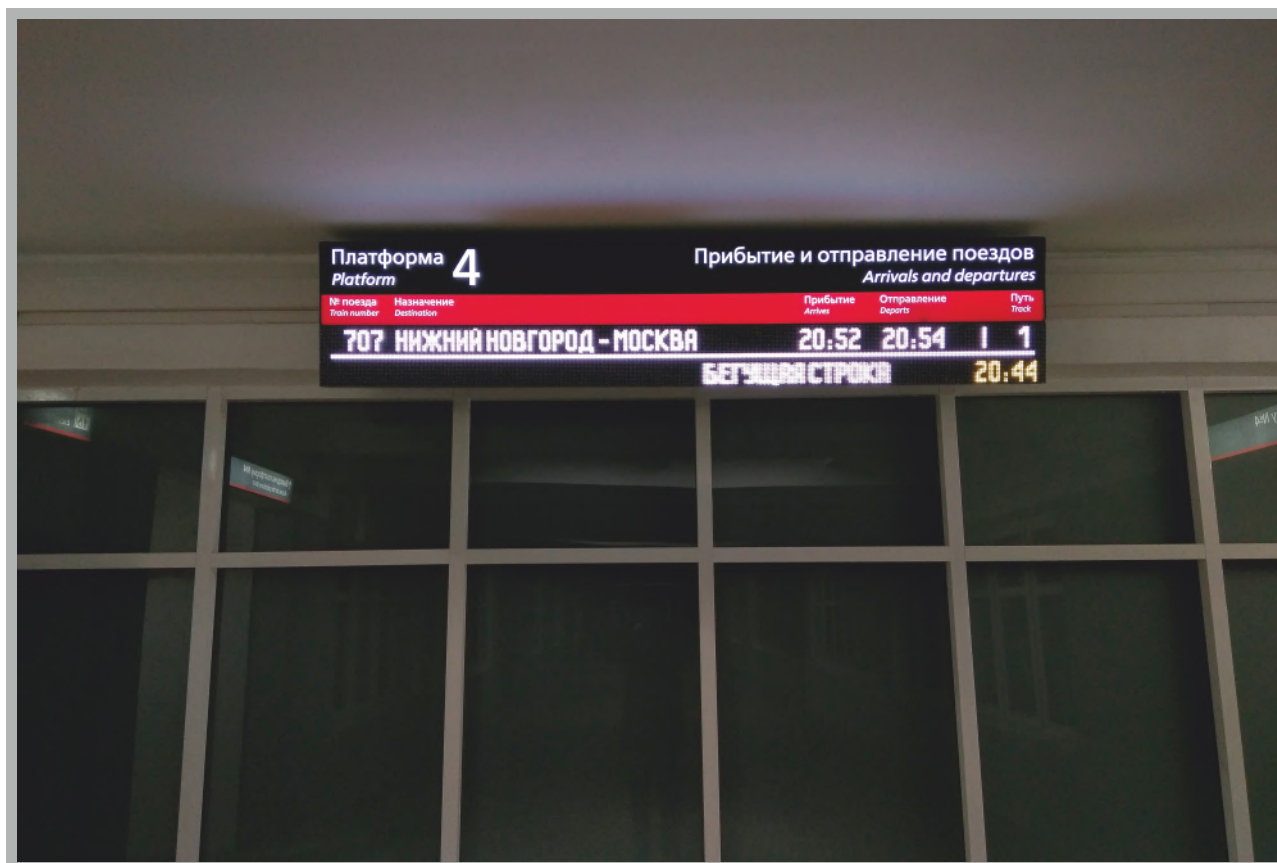 Платформа 4
Platform
Прибытие и отправление поездов
Arrivals and departures
№ поезда Назначение Прибытие Отправление Путь
Train number Destination Arrives Departs Track
707 НИЖНИЙ НОВГОРОД - МОСКВА 20:52 20:54 | 1
БЕГУЩАЯ СТРОКА 20:44